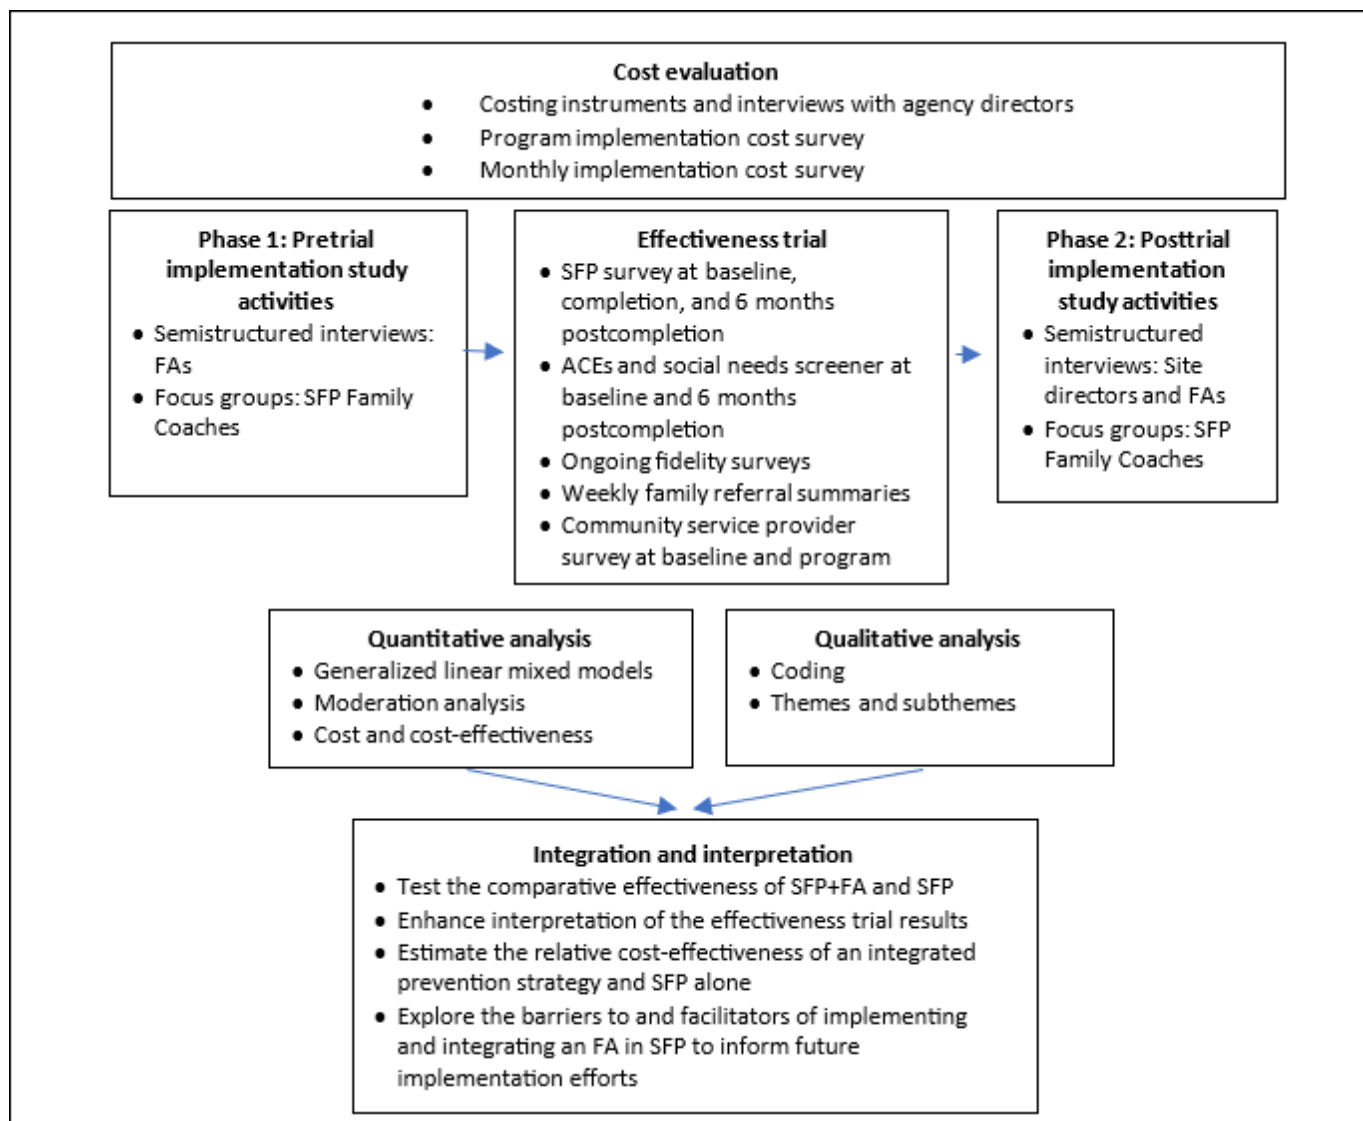 Cost evaluation
● Costing instruments and interviews with agency directors
● Program implementation cost survey
● Monthly implementation cost survey
Phase 1: Pretrial
implementation study
activities
● Semistructured interviews:
FAs
● Focus groups: SFP Family
Coaches
Effectiveness trial
● SFP survey at baseline,
completion, and 6 months
postcompletion
● ACEs and social needs screener at
baseline and 6 months
postcompletion
● Ongoing fidelity surveys
● Weekly family referral summaries
● Community service provider
survey at baseline and program
Phase 2: Posttrial
implementation
study activities
● Semistructured
interviews: Site
directors and FAs
● Focus groups: SFP
Family Coaches
Quantitative analysis
● Generalized linear mixed models
● Moderation analysis
● Cost and cost-effectiveness
Qualitative analysis
● Coding
● Themes and subthemes
Integration and interpretation
● Test the comparative effectiveness of SFP+FA and SFP
● Enhance interpretation of the effectiveness trial results
● Estimate the relative cost-effectiveness of an integrated
prevention strategy and SFP alone
● Explore the barriers to and facilitators of implementing
and integrating an FA in SFP to inform future
implementation efforts